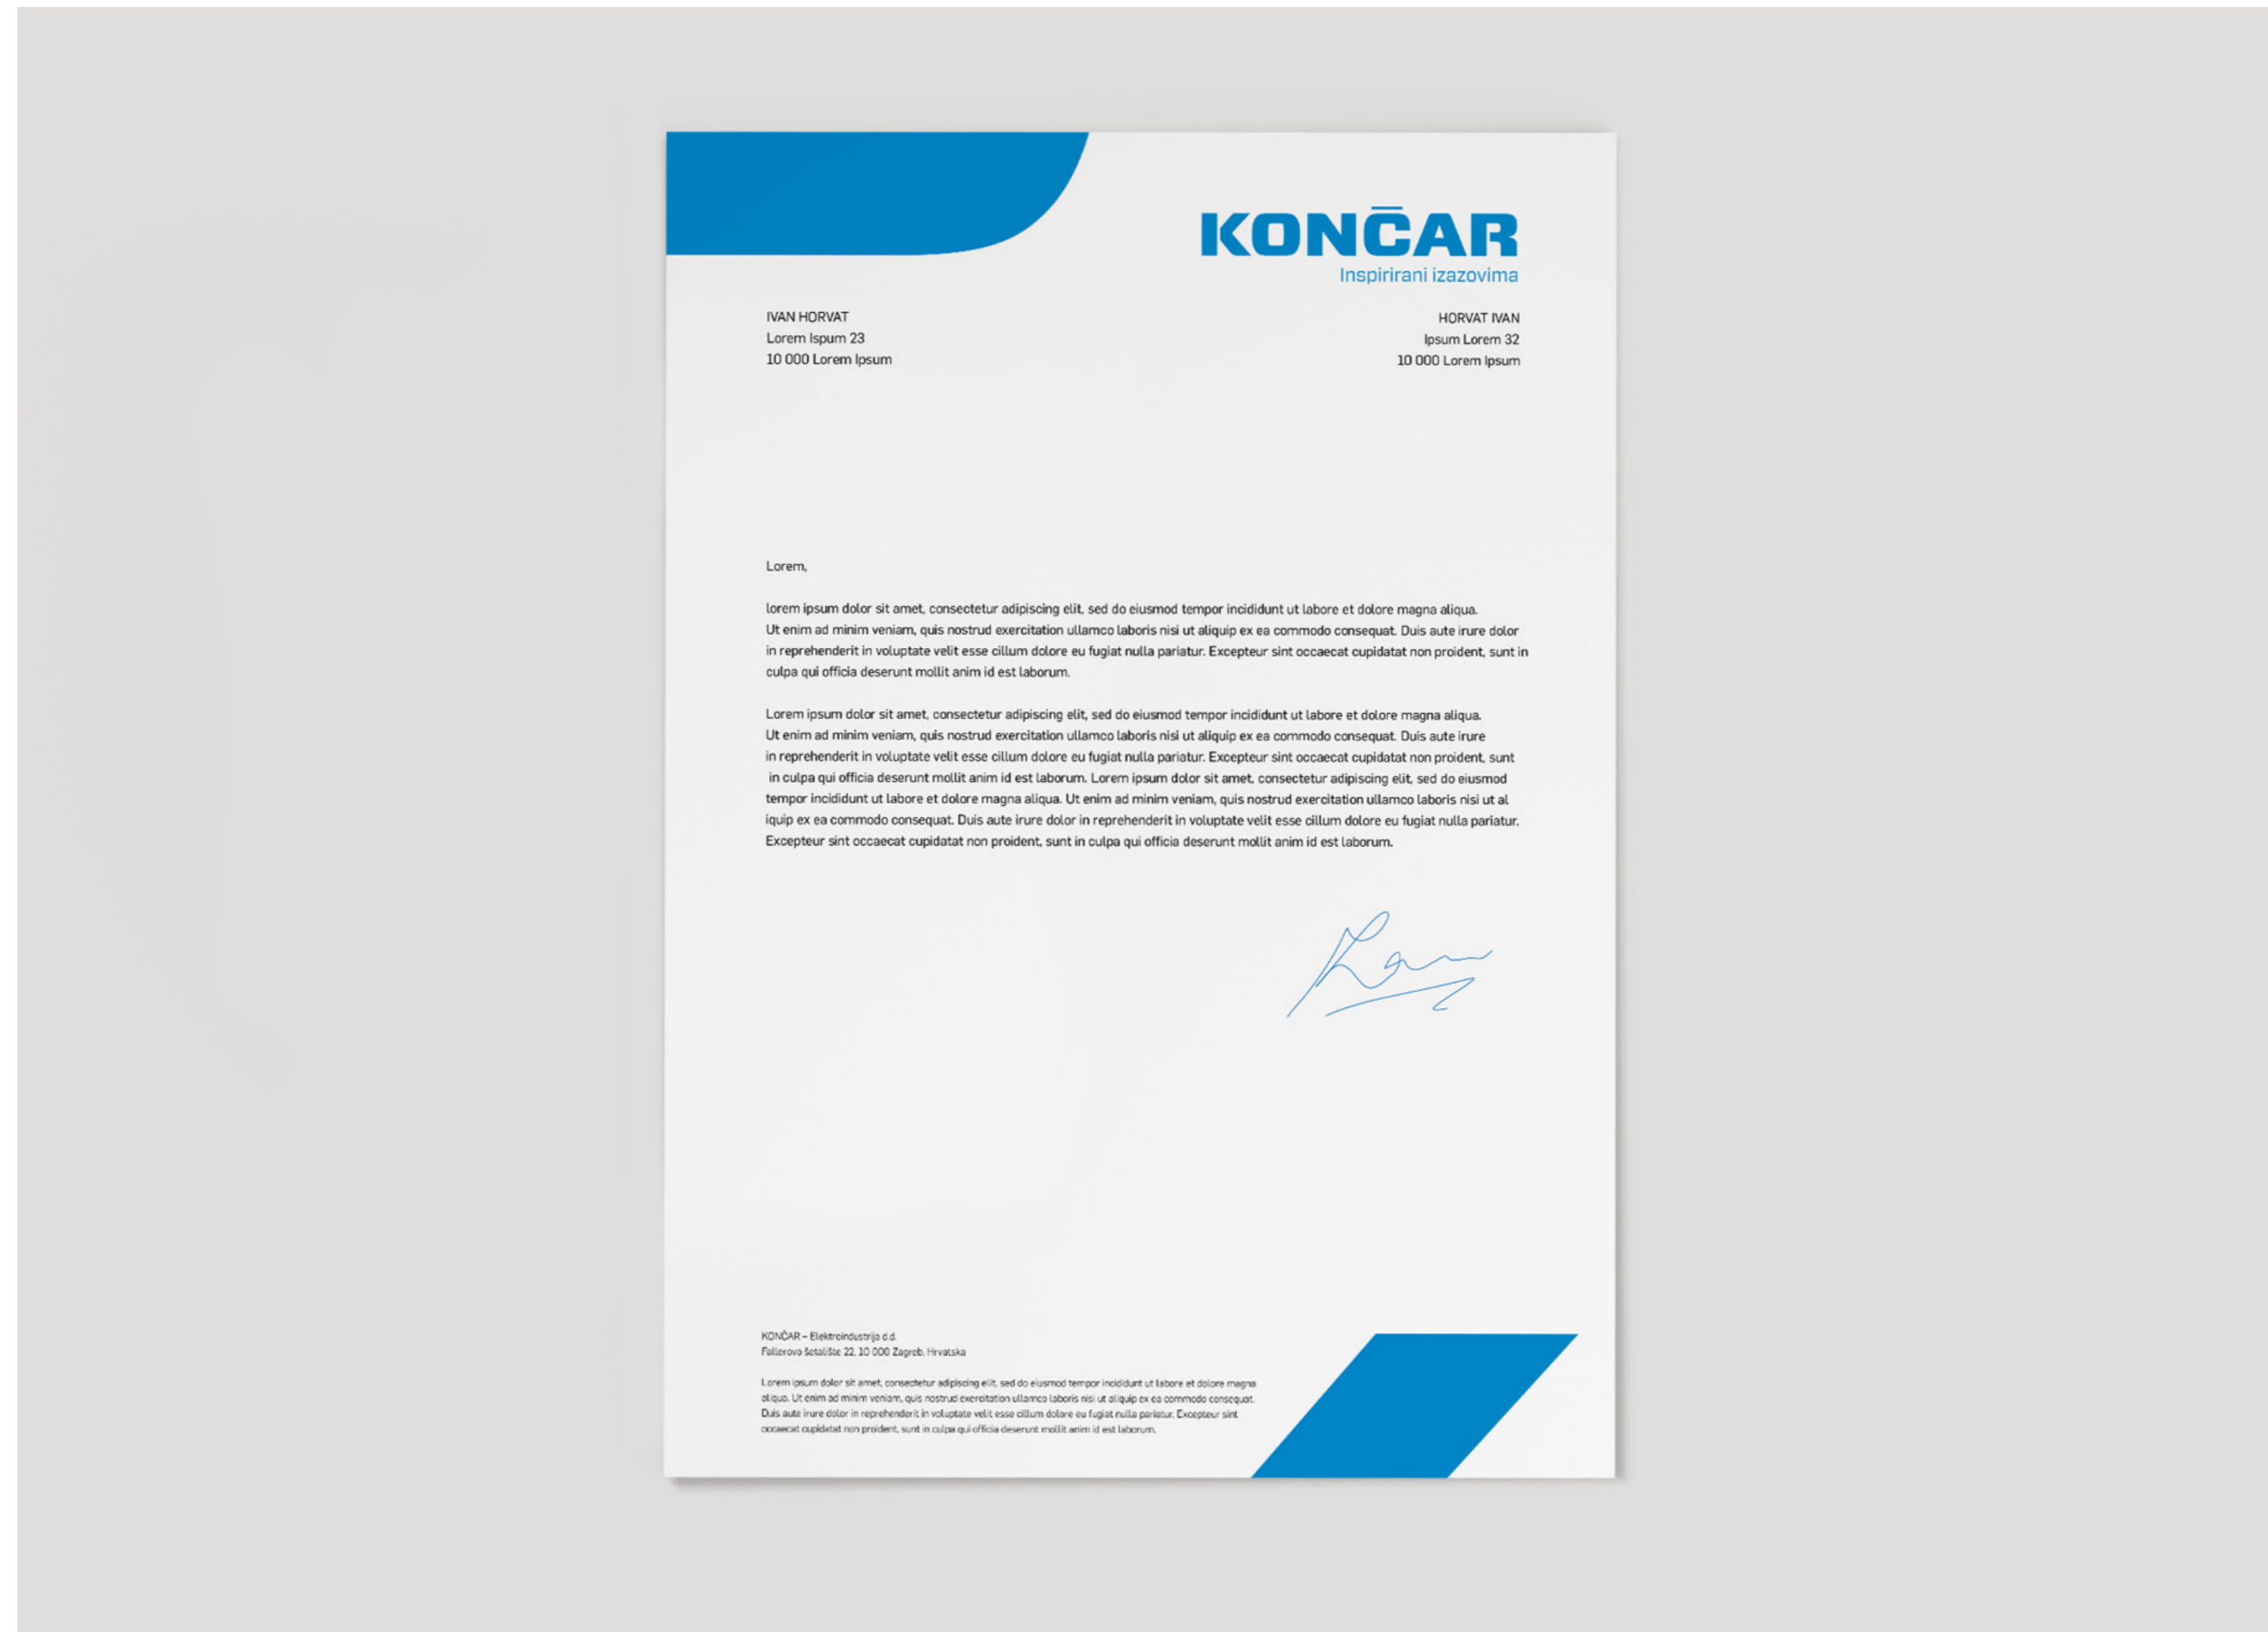 KONČAR
Inspirirani izazovima
IVAN HORVAT
Lorem Ispum 23
10 000 Lorem Ipsum
HORVAT IVAN
Ipsum Lorem 32
10 000 Lorem Ipsum
Lorem,
lorem ipsum dolor sit amet, consectetur adipiscing elit, sed do eiusmod tempor incididunt ut labore et dolore magna aliqua.
Ut enim ad minim veniam, quis nostrud exercitation ullamco laboris nisi ut aliquip ex ea commodo consequat. Duis aute irure dolor
in reprehenderit in voluptate velit esse cillum dolore eu fugiat nulla pariatur. Excepteur sint occaecat cupidatat non proident, sunt in
culpa qui officia deserunt mollit anim id est laborum.
Lorem ipsum dolor sit amet, consectetur adipiscing elit, sed do eiusmod tempor incididunt ut labore et dolore magna aliqua.
Ut enim ad minim veniam, quis nostrud exercitation ullamco laboris nisi ut aliquip ex ea commodo consequat. Duis aute irure
in reprehenderit in voluptate velit esse cillum dolore eu fugiat nulla pariatur. Excepteur sint occaecat cupidatat non proident, sunt
in culpa qui officia deserunt mollit anim id est laborum. Lorem ipsum dolor sit amet, consectetur adipiscing elit, sed do eiusmod
tempor incididunt ut labore et dolore magna aliqua. Ut enim ad minim veniam, quis nostrud exercitation ullamco laboris nisi ut al
iquip ex ea commodo consequat. Duis aute irure dolor in reprehenderit in voluptate velit esse cillum dolore eu fugiat nulla pariatur.
Excepteur sint occaecat cupidatat non proident, sunt in culpa qui officia deserunt mollit anim id est laborum.
KONČAR – Elektroindustrija d.d.
Fallerovo šetalište 22, 10 000 Zagreb, Hrvatska
Lorem ipsum dolor sit amet, consectetur adipiscing elit, sed do eiusmod tempor incididunt ut labore et dolore magna
aliqua. Ut enim ad minim veniam, quis nostrud exercitation ullamco laboris nisi ut aliquip ex ea commodo consequat.
Duis aute irure dolor in reprehenderit in voluptate velit esse cillum dolore eu fugiat nulla pariatur. Excepteur sint
occaecat cupidatat non proident, sunt in culpa qui officia deserunt mollit anim id est laborum.